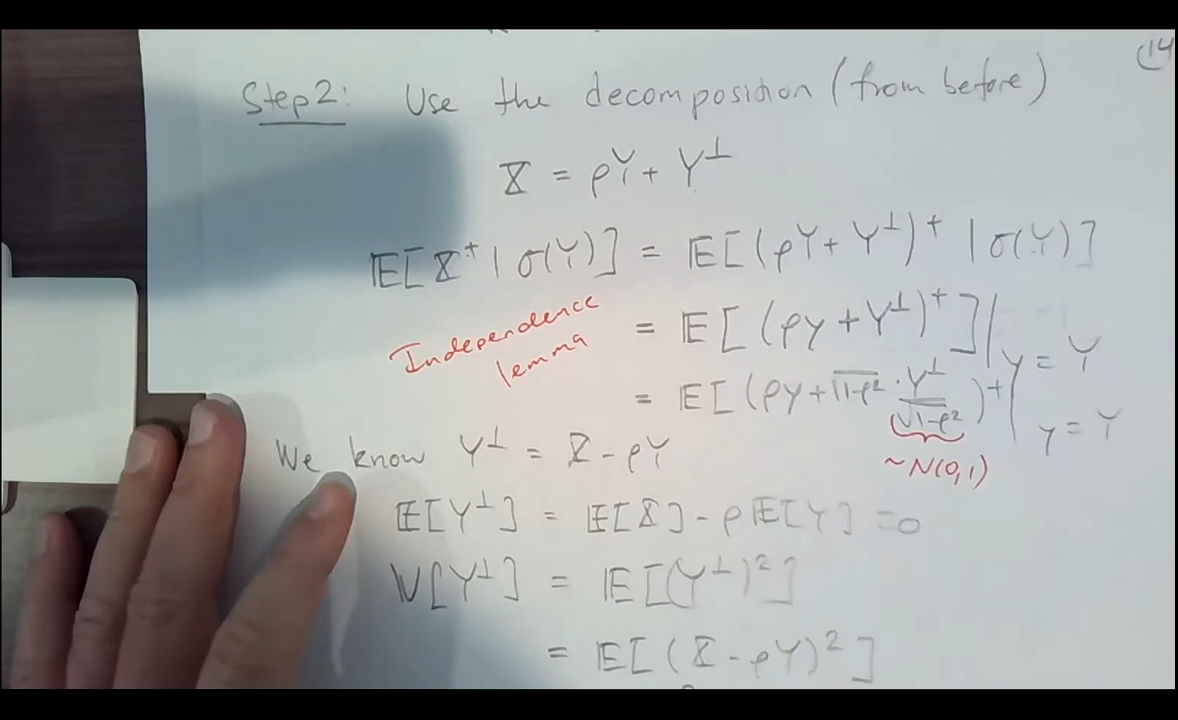 (14
Step 2: Use the decomposition (from before)
X = ρY + Y⊥
E[X⁺ | σ(Y)] = E[(ρY + Y⊥)⁺ | σ(Y)]
Independence lemma
= E[(ρy + Y⊥)⁺]|y = Y
= E[(ρy + √1-ρ² · Y⊥/√1-ρ²)⁺|y = Y
~N(0,1)
We know Y⊥ = X - ρY
E[Y⊥] = E[X] - ρE[Y] = 0
V[Y⊥] = E[(Y⊥)²]
= E[(X - ρY)²]